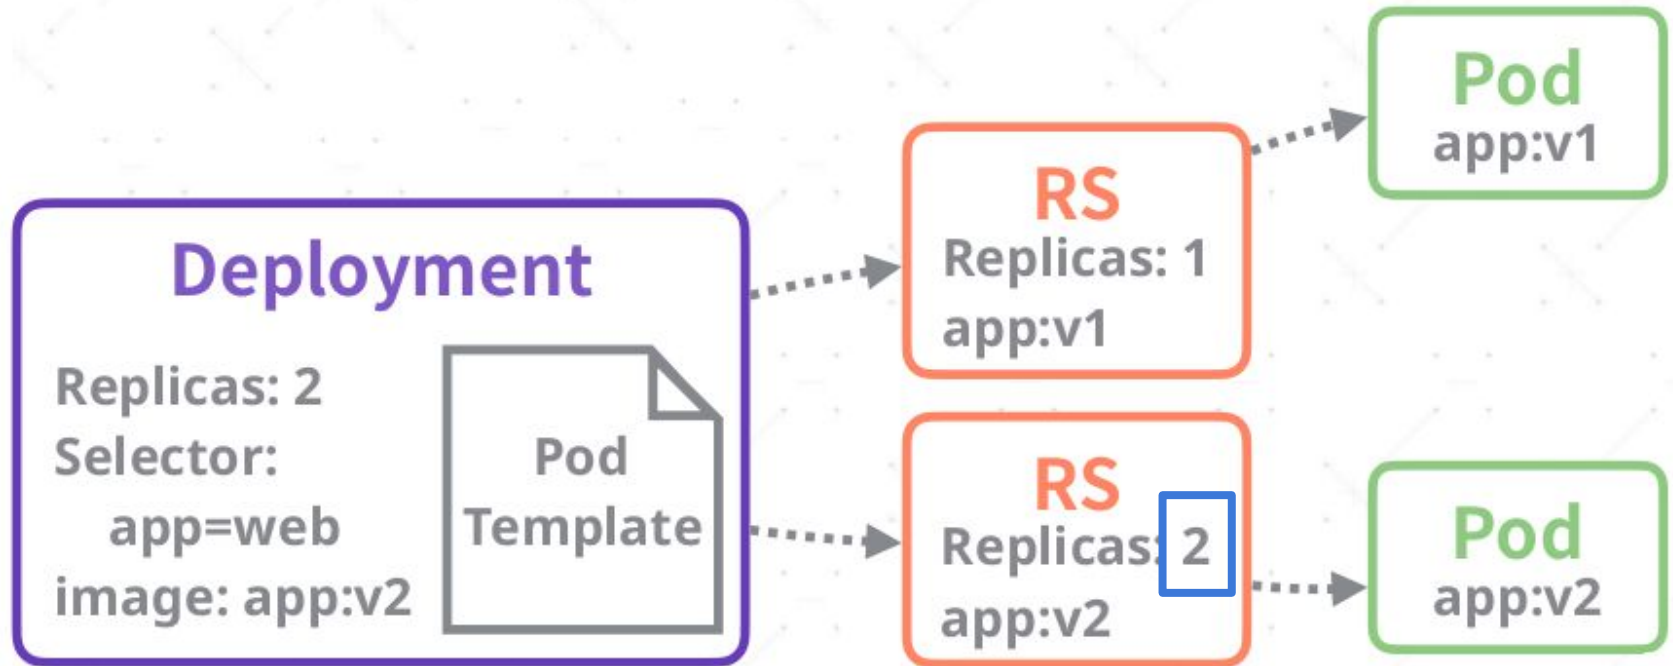 Deployment
Replicas: 2
Selector:
app=web
image: app:v2
Pod
Template
RS
Replicas: 1
app:v1
RS
Replicas: 2
app:v2
Pod
app:v1
Pod
app:v2